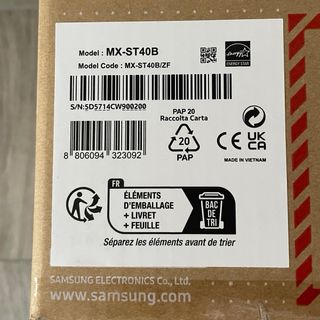 Model : MX-ST40B
Model Code : MX-ST40B/ZF
ENERGY STAR
S/N:5D5714CW900200
PAP 20
Raccolta Carta
20
PAP
CE
UK
CA
MADE IN VIETNAM
8 806094 323092
FR
ÉLÉMENTS
D'EMBALLAGE
+ LIVRET
+ FEUILLE
BAC
DE
TRI
Séparez les éléments avant de trier
SAMSUNG ELECTRONICS Co., Ltd.
www.samsung.com